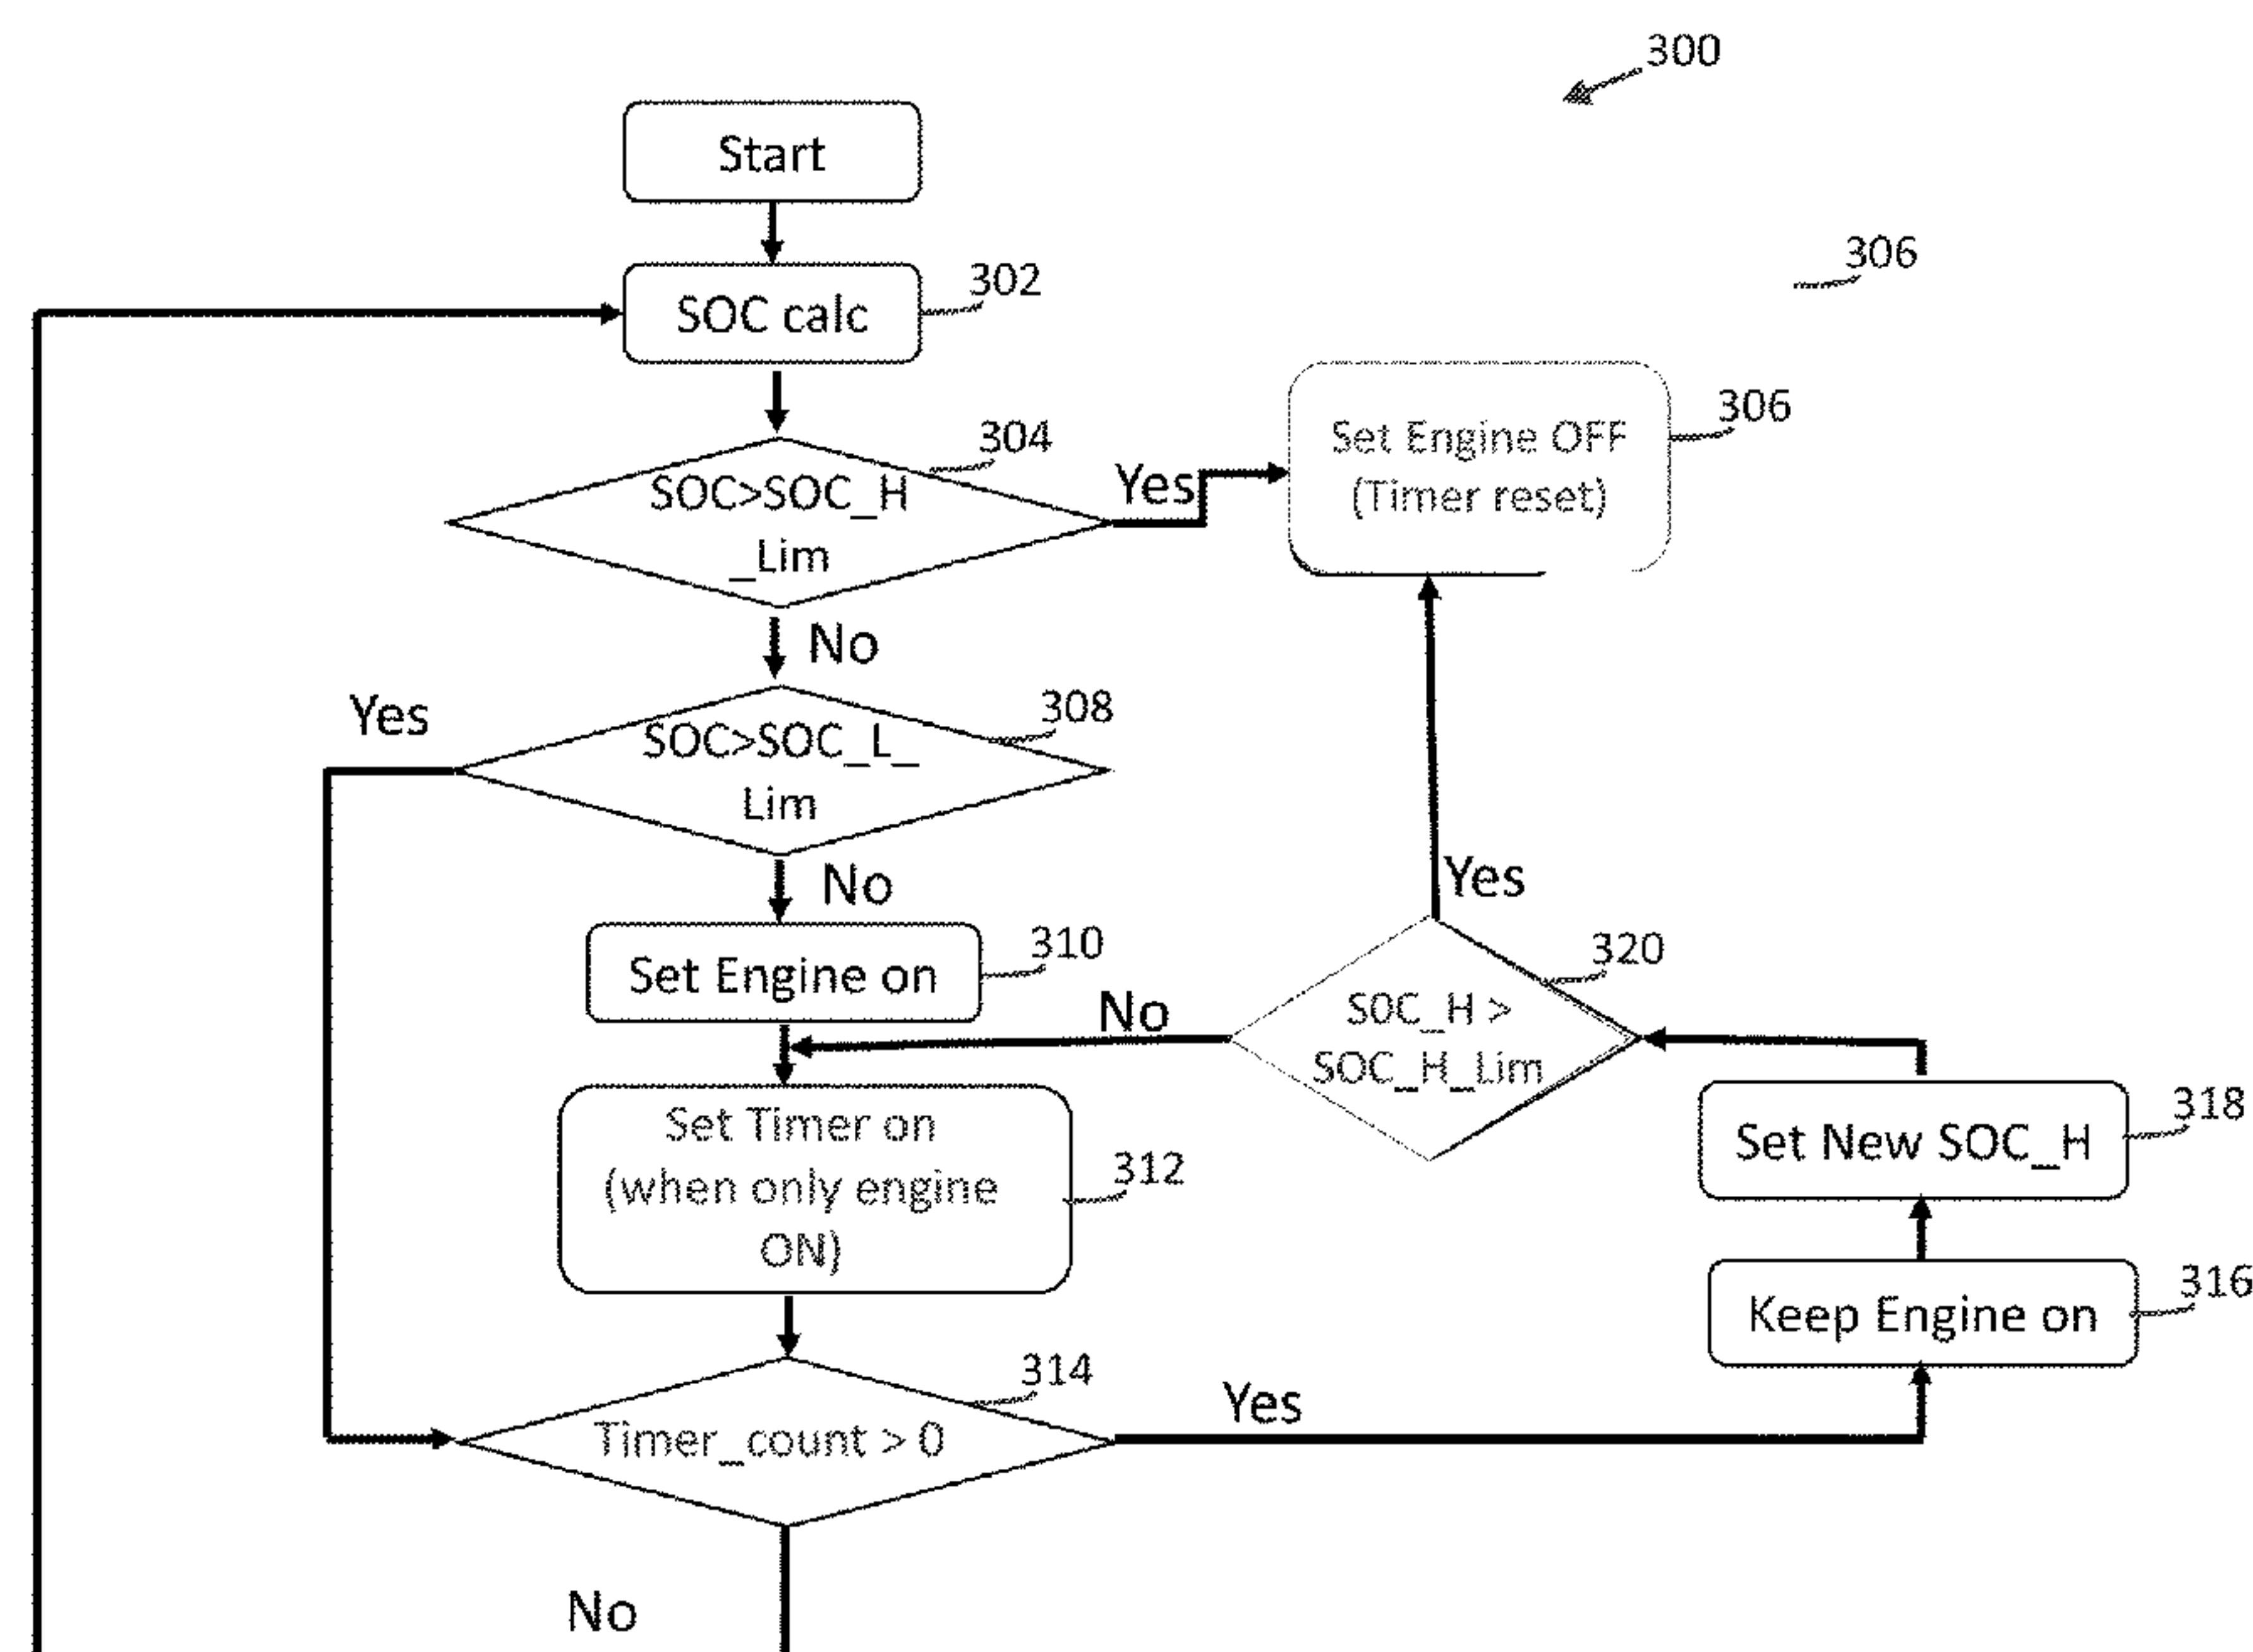 300
Start
306
SOC calc
302
304
306
SOC>SOC_H
_Lim
Yes
Set Engine OFF
(Timer reset)
No
Yes
308
SOC>SOC_L_
Lim
No
Yes
310
Set Engine on
320
No
SOC_H >
SOC_H_Lim
Set Timer on
(when only engine
ON)
312
318
Set New SOC_H
316
Keep Engine on
314
Timer_count > 0
Yes
No